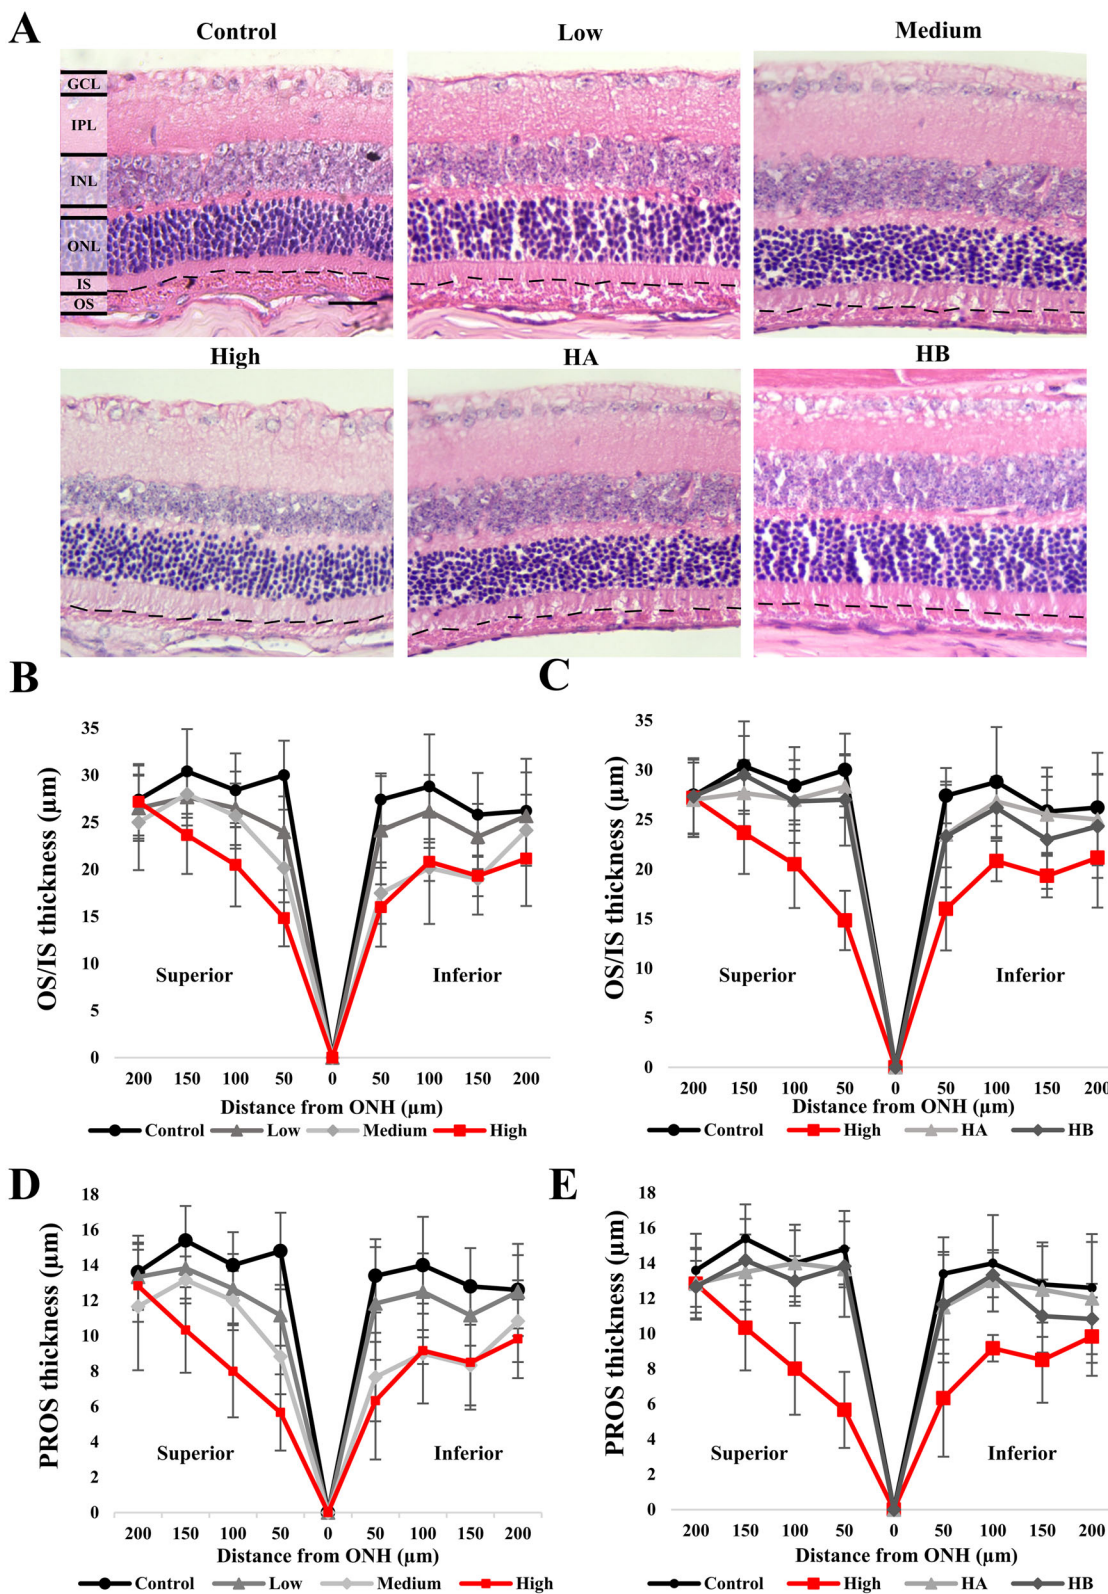 A
Control
Low
Medium
GCL
IPL
INL
ONL
IS
OS
High
HA
HB
B
OS/IS thickness (µm)
35
30
25
20
15
10
5
0
Superior
Inferior
200 150 100 50 0 50 100 150 200
Distance from ONH (µm)
Control Low Medium High
C
OS/IS thickness (µm)
35
30
25
20
15
10
5
0
Superior
Inferior
200 150 100 50 0 50 100 150 200
Distance from ONH (µm)
Control High HA HB
D
PROS thickness (µm)
18
16
14
12
10
8
6
4
2
0
Superior
Inferior
200 150 100 50 0 50 100 150 200
Distance from ONH (µm)
Control Low Medium High
E
PROS thickness (µm)
18
16
14
12
10
8
6
4
2
0
Superior
Inferior
200 150 100 50 0 50 100 150 200
Distance from ONH (µm)
Control High HA HB